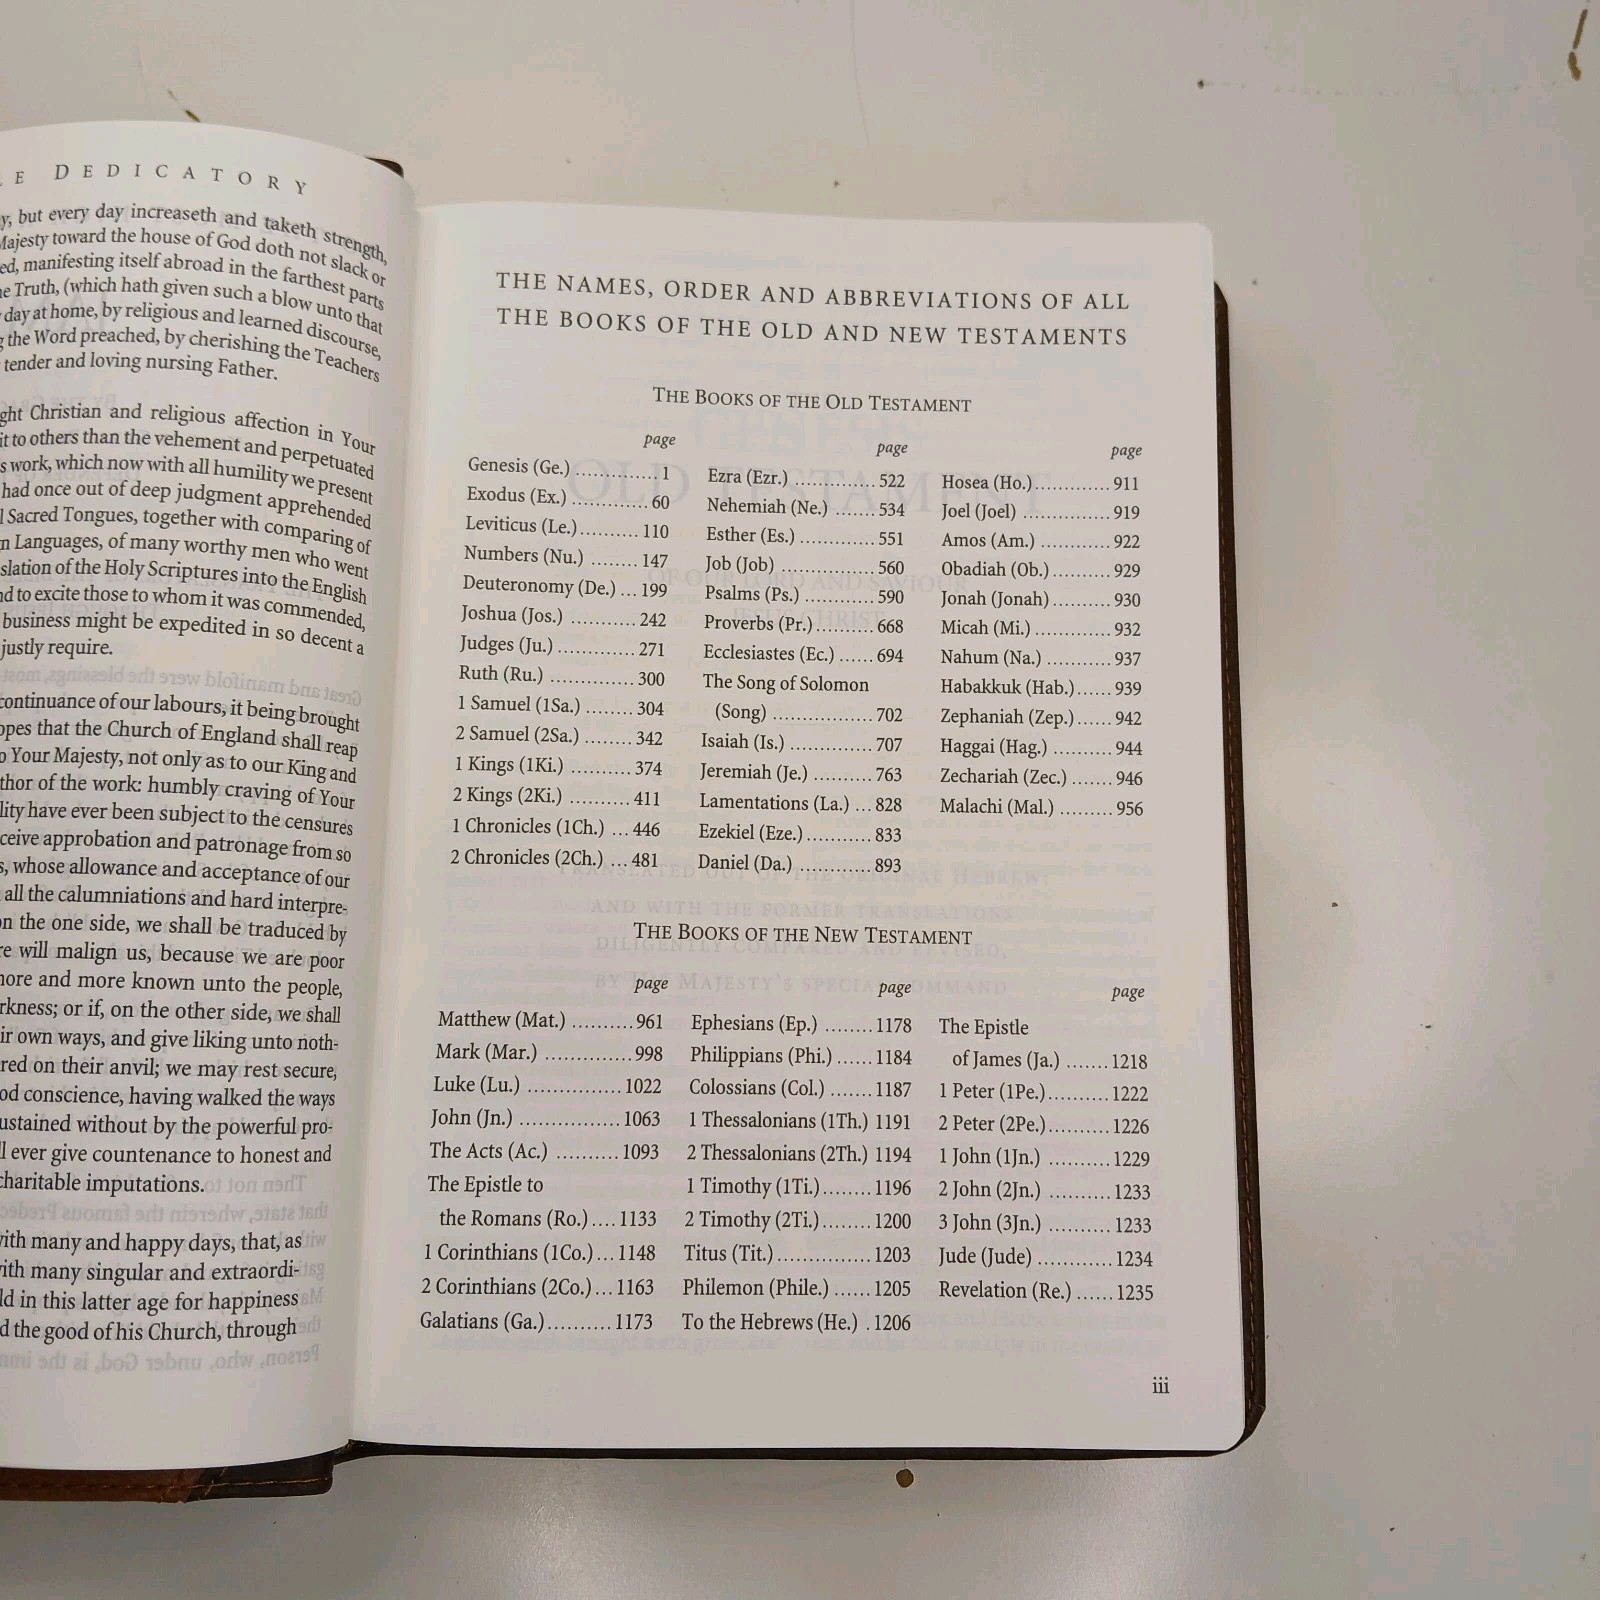 LE DEDICATORY
y, but every day increaseth and taketh strength,
Majesty toward the house of God doth not slack or
ed, manifesting itself abroad in the farthest parts
e Truth, (which hath given such a blow unto that
day at home, by religious and learned discourse,
g the Word preached, by cherishing the Teachers
tender and loving nursing Father.
ght Christian and religious affection in Your
it to others than the vehement and perpetuated
s work, which now with all humility we present
had once out of deep judgment apprehended
l Sacred Tongues, together with comparing of
n Languages, of many worthy men who went
slation of the Holy Scriptures into the English
nd to excite those to whom it was commended,
business might be expedited in so decent a
justly require.
continuance of our labours, it being brought
opes that the Church of England shall reap
o Your Majesty, not only as to our King and
thor of the work: humbly craving of Your
lity have ever been subject to the censures
ceive approbation and patronage from so
s, whose allowance and acceptance of our
all the calumniations and hard interpre-
on the one side, we shall be traduced by
re will malign us, because we are poor
nore and more known unto the people,
rkness; or if, on the other side, we shall
ir own ways, and give liking unto noth-
red on their anvil; we may rest secure,
od conscience, having walked the ways
ustained without by the powerful pro-
ll ever give countenance to honest and
charitable imputations.
with many and happy days, that, as
with many singular and extraordi-
ld in this latter age for happiness
d the good of his Church, through
THE NAMES, ORDER AND ABBREVIATIONS OF ALL
THE BOOKS OF THE OLD AND NEW TESTAMENTS
THE BOOKS OF THE OLD TESTAMENT
page
Genesis (Ge.) ............. 1
Exodus (Ex.) ............ 60
Leviticus (Le.) .......... 110
Numbers (Nu.) ........ 147
Deuteronomy (De.) ... 199
Joshua (Jos.) .......... 242
Judges (Ju.) ............ 271
Ruth (Ru.) ............. 300
1 Samuel (1Sa.) ........ 304
2 Samuel (2Sa.) ........ 342
1 Kings (1Ki.) .......... 374
2 Kings (2Ki.) .......... 411
1 Chronicles (1Ch.) ... 446
2 Chronicles (2Ch.) ... 481
page
Ezra (Ezr.) ............. 522
Nehemiah (Ne.) ....... 534
Esther (Es.) ............ 551
Job (Job) ............... 560
Psalms (Ps.) ............ 590
Proverbs (Pr.) .......... 668
Ecclesiastes (Ec.) ...... 694
The Song of Solomon
(Song) ................. 702
Isaiah (Is.) .............. 707
Jeremiah (Je.) .......... 763
Lamentations (La.) ... 828
Ezekiel (Eze.) ........... 833
Daniel (Da.) ............ 893
page
Hosea (Ho.) ............ 911
Joel (Joel) .............. 919
Amos (Am.) ............ 922
Obadiah (Ob.) .......... 929
Jonah (Jonah) .......... 930
Micah (Mi.) ............. 932
Nahum (Na.) ........... 937
Habakkuk (Hab.) ...... 939
Zephaniah (Zep.) ...... 942
Haggai (Hag.) .......... 944
Zechariah (Zec.) ....... 946
Malachi (Mal.) ......... 956
THE BOOKS OF THE NEW TESTAMENT
page
Matthew (Mat.) .......... 961
Mark (Mar.) .............. 998
Luke (Lu.) ............... 1022
John (Jn.) ................ 1063
The Acts (Ac.) .......... 1093
The Epistle to
the Romans (Ro.) .... 1133
1 Corinthians (1Co.) ... 1148
2 Corinthians (2Co.) ... 1163
Galatians (Ga.) .......... 1173
page
Ephesians (Ep.) ........ 1178
Philippians (Phi.) ...... 1184
Colossians (Col.) ....... 1187
1 Thessalonians (1Th.) 1191
2 Thessalonians (2Th.) 1194
1 Timothy (1Ti.) ........ 1196
2 Timothy (2Ti.) ........ 1200
Titus (Tit.) ............... 1203
Philemon (Phile.) ...... 1205
To the Hebrews (He.) . 1206
page
The Epistle
of James (Ja.) ....... 1218
1 Peter (1Pe.) .......... 1222
2 Peter (2Pe.) .......... 1226
1 John (1Jn.) .......... 1229
2 John (2Jn.) .......... 1233
3 John (3Jn.) .......... 1233
Jude (Jude) ............. 1234
Revelation (Re.) ...... 1235
iii